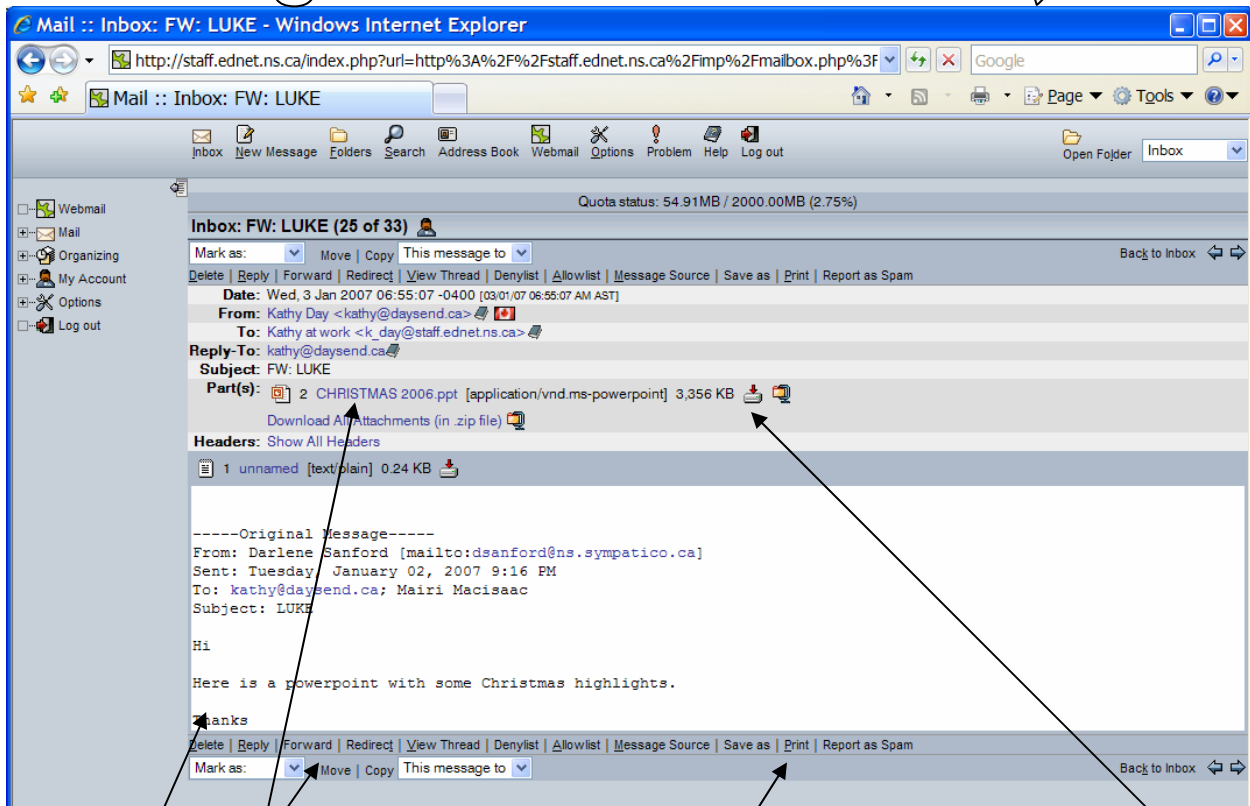 Mail :: Inbox: FW: LUKE - Windows Internet Explorer
http://staff.ednet.ns.ca/index.php?url=http%3A%2F%2Fstaff.ednet.ns.ca%2Fimp%2Fmailbox.php%3F Google
Mail :: Inbox: FW: LUKE Page Tools
Inbox New Message Folders Search Address Book Webmail Options Problem Help Log out Open Folder Inbox
Quota status: 54.91MB / 2000.00MB (2.75%)
Webmail
Mail
Organizing
My Account
Options
Log out
Inbox: FW: LUKE (25 of 33)
Mark as: Move | Copy This message to Back to Inbox
Delete | Reply | Forward | Redirect | View Thread | Denylist | Allowlist | Message Source | Save as | Print | Report as Spam
Date: Wed, 3 Jan 2007 06:55:07 -0400 [03/01/07 06:55:07 AM AST]
From: Kathy Day <kathy@daysend.ca>
To: Kathy at work <k_day@staff.ednet.ns.ca>
Reply-To: kathy@daysend.ca
Subject: FW: LUKE
Part(s): 2 CHRISTMAS 2006.ppt [application/vnd.ms-powerpoint] 3,356 KB
Download All Attachments (in .zip file)
Headers: Show All Headers
1 unnamed [text/plain] 0.24 KB
-----Original Message-----
From: Darlene Sanford [mailto:dsanford@ns.sympatico.ca]
Sent: Tuesday, January 02, 2007 9:16 PM
To: kathy@daysend.ca; Mairi Macisaac
Subject: LUKE
Hi
Here is a powerpoint with some Christmas highlights.
Thanks
Delete | Reply | Forward | Redirect | View Thread | Denylist | Allowlist | Message Source | Save as | Print | Report as Spam
Mark as: Move | Copy This message to Back to Inbox